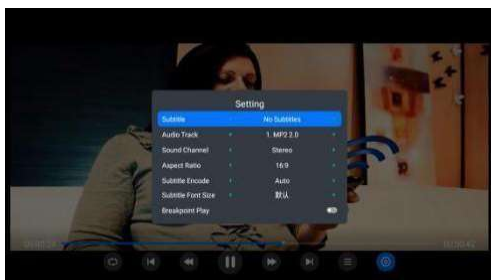 Setting
Subtitle No Subtitles
Audio Track 1. MP2 2.0
Sound Channel Stereo
Aspect Ratio 16:9
Subtitle Encode Auto
Subtitle Font Size 默认
Breakpoint Play